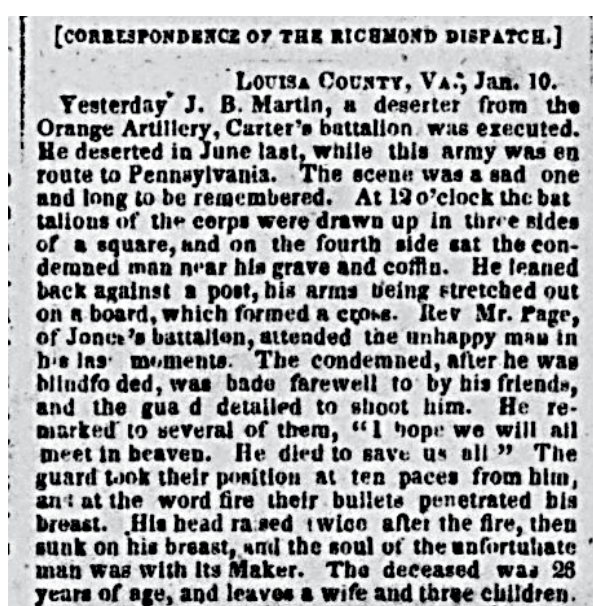 [CORRESPONDENCE OF THE RICHMOND DISPATCH.]
LOUISA COUNTY, VA., Jan. 10.
Yesterday J. B. Martin, a deserter from the
Orange Artillery, Carter's battalion was executed.
He deserted in June last, while this army was en
route to Pennsylvania. The scene was a sad one
and long to be remembered. At 12 o'clock the bat
talions of the corps were drawn up in three sides
of a square, and on the fourth side sat the con-
demned man near his grave and coffin. He leaned
back against a post, his arms being stretched out
on a board, which formed a cross. Rev Mr. Page,
of Jones's battalion, attended the unhappy man in
his las moments. The condemned, after he was
blindfo ded, was bade farewell to by his friends,
and the gua d detailed to shoot him. He re-
marked to several of them, "I hope we will all
meet in heaven. He died to save us all" The
guard took their position at ten paces from him,
and at the word fire their bullets penetrated his
breast. His head raised twice after the fire, then
sunk on his breast, and the soul of the unfortuhate
man was with its Maker. The deceased was 26
years of age, and leaves a wife and three children.